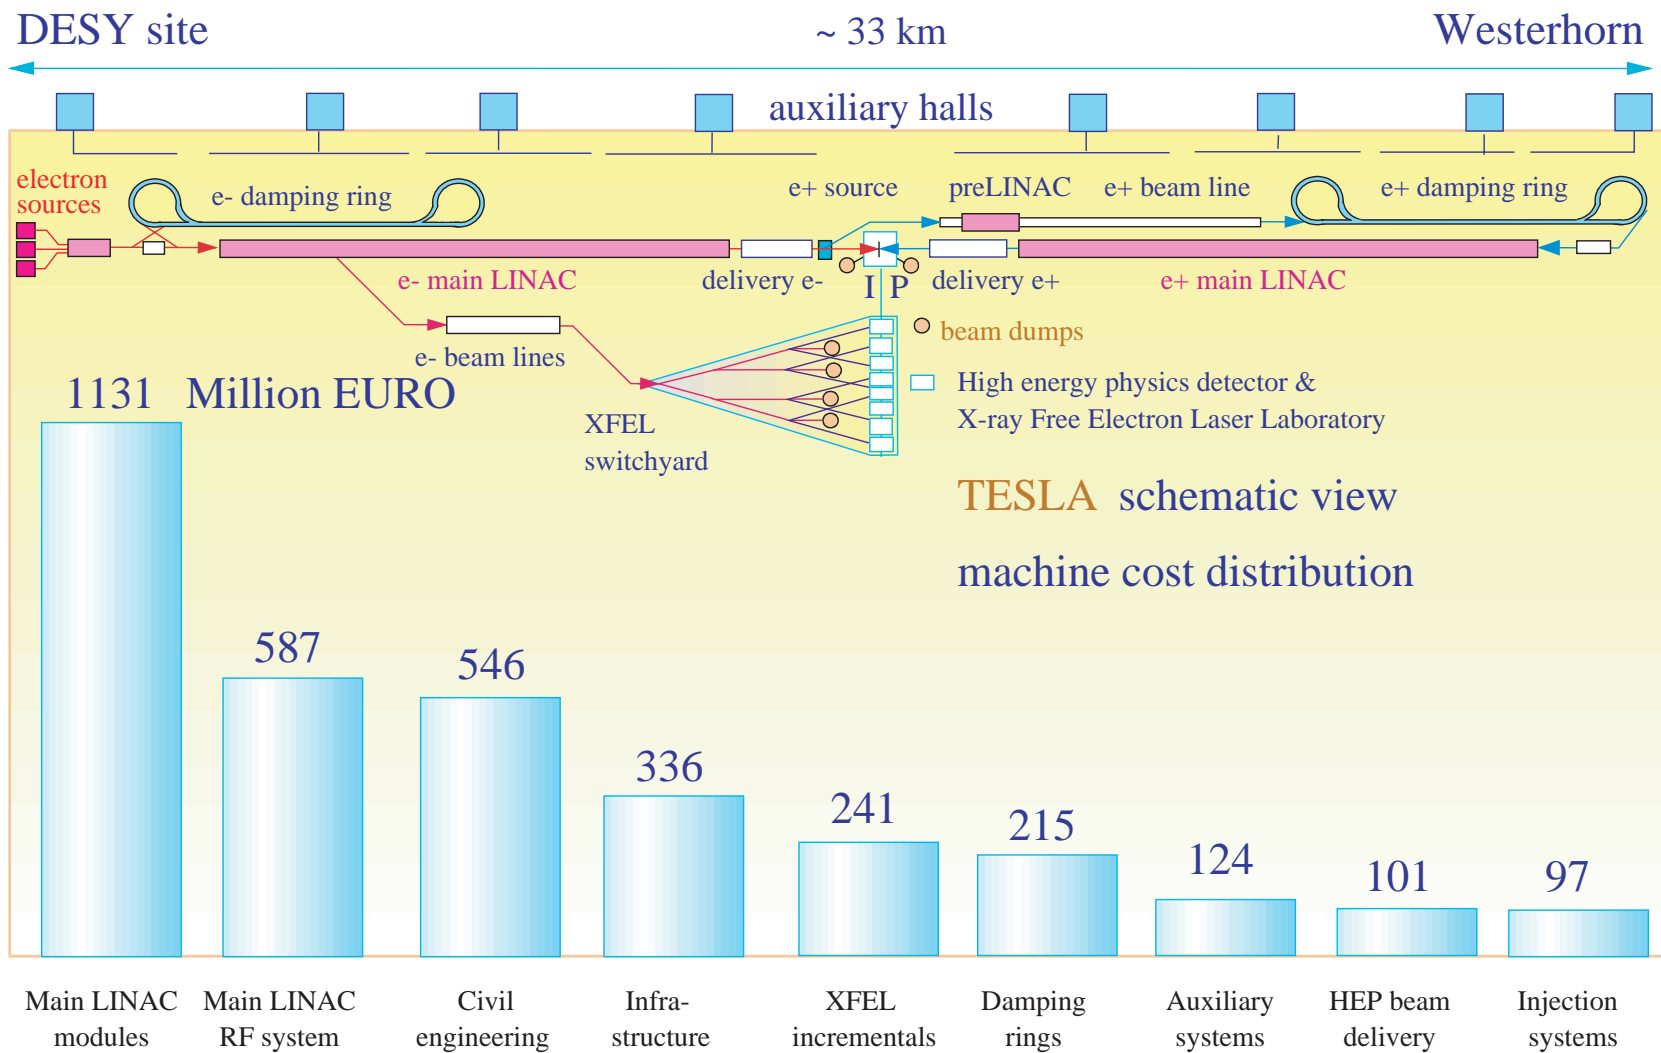 DESY site
~ 33 km
Westerhorn
auxiliary halls
electron
sources
e- damping ring
e+ source
preLINAC
e+ beam line
e+ damping ring
e- main LINAC
delivery e-
I P
delivery e+
e+ main LINAC
beam dumps
e- beam lines
High energy physics detector &
X-ray Free Electron Laser Laboratory
XFEL
switchyard
1131 Million EURO
TESLA schematic view
machine cost distribution
587
546
336
241
215
124
101
97
Main LINAC
modules
Main LINAC
RF system
Civil
engineering
Infra-
structure
XFEL
incrementals
Damping
rings
Auxiliary
systems
HEP beam
delivery
Injection
systems